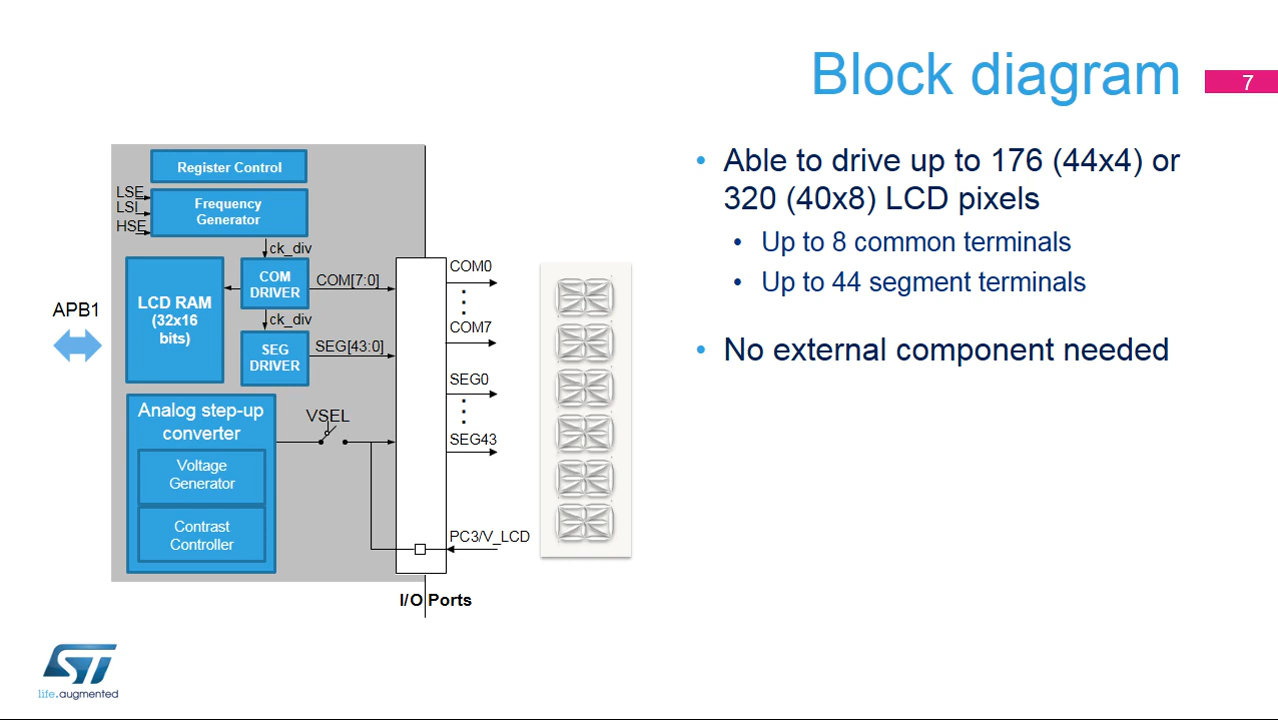 Block diagram
7
Register Control
LSE
LSI
HSE
Frequency
Generator
ck_div
COM
DRIVER
COM[7:0]
LCD RAM
(32x16
bits)
ck_div
SEG
DRIVER
SEG[43:0]
APB1
Analog step-up
converter
Voltage
Generator
Contrast
Controller
VSEL
COM0
COM7
SEG0
SEG43
PC3/V_LCD
I/O Ports
• Able to drive up to 176 (44x4) or
320 (40x8) LCD pixels
• Up to 8 common terminals
• Up to 44 segment terminals
• No external component needed
ST
life.augmented